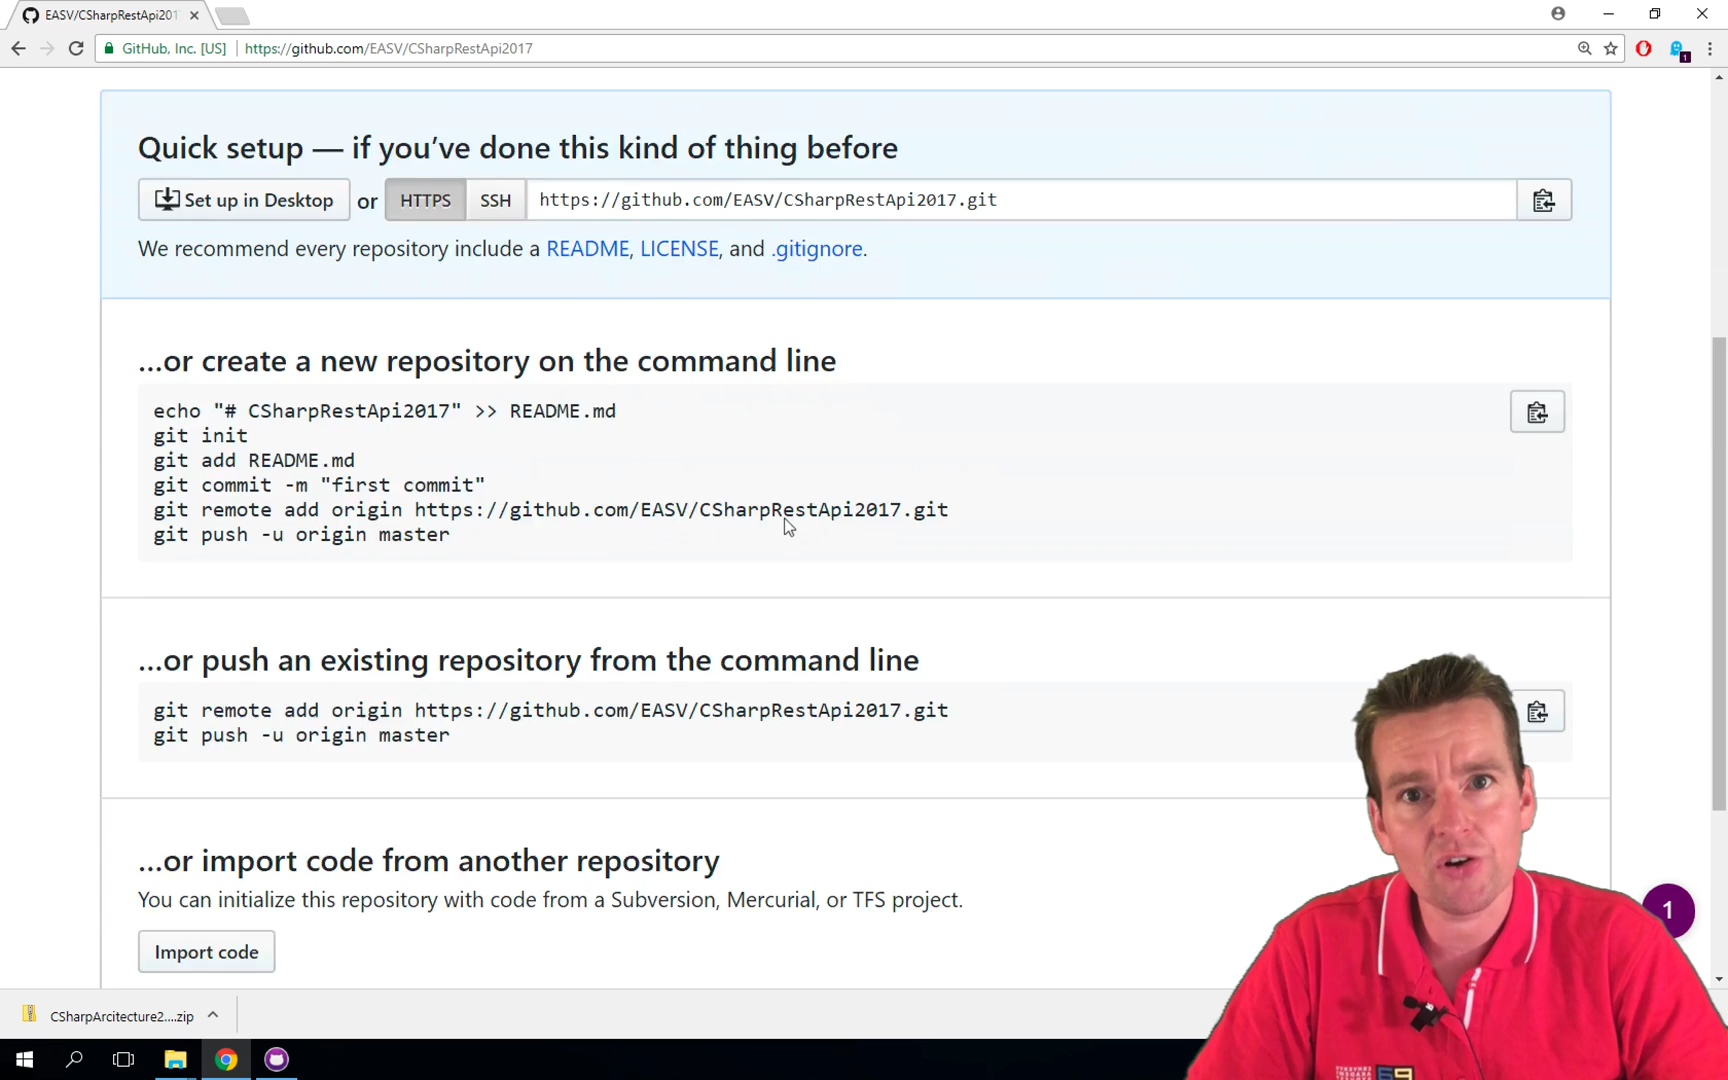 EASV/CSharpRestApi201
GitHub, Inc. [US]
https://github.com/EASV/CSharpRestApi2017
1
Quick setup — if you’ve done this kind of thing before
Set up in Desktop or HTTPS SSH https://github.com/EASV/CSharpRestApi2017.git
We recommend every repository include a README, LICENSE, and .gitignore.
…or create a new repository on the command line
echo "# CSharpRestApi2017" >> README.md
git init
git add README.md
git commit -m "first commit"
git remote add origin https://github.com/EASV/CSharpRestApi2017.git
git push -u origin master
…or push an existing repository from the command line
git remote add origin https://github.com/EASV/CSharpRestApi2017.git
git push -u origin master
…or import code from another repository
You can initialize this repository with code from a Subversion, Mercurial, or TFS project.
1
Import code
CSharpArcitecture2....zip